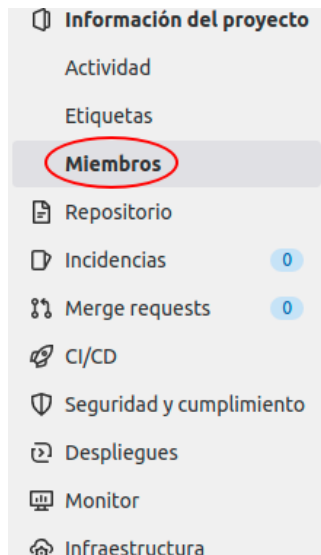 Información del proyecto
Actividad
Etiquetas
Miembros
Repositorio
Incidencias 0
Merge requests 0
CI/CD
Seguridad y cumplimiento
Despliegues
Monitor
Infraestructura